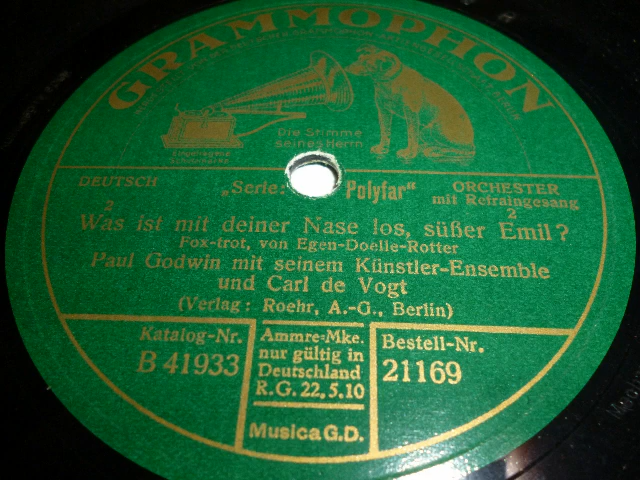 GRAMMOPHON
Die Stimme
seines Herrn
Eingetragene
Schutzmarke
DEUTSCH
2
„Serie: Polyfar"
ORCHESTER
mit Refraingesang
2
Was ist mit deiner Nase los, süßer Emil?
Fox-trot, von Egen-Doelle-Rotter
Paul Godwin mit seinem Künstler-Ensemble
und Carl de Vogt
(Verlag: Roehr, A.-G., Berlin)
Katalog-Nr.
B 41933
Ammre-Mke.
nur gültig in
Deutschland
R.G. 22.5.10
Bestell-Nr.
21169
Musica G.D.